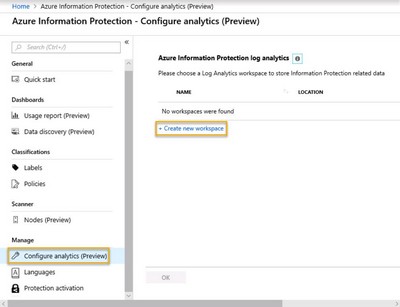 Home > Azure Information Protection - Configure analytics (Preview)
Azure Information Protection - Configure analytics (Preview)
Search (Ctrl+/)
General
Quick start
Dashboards
Usage report (Preview)
Data discovery (Preview)
Classifications
Labels
Policies
Scanner
Nodes (Preview)
Manage
Configure analytics (Preview)
Languages
Protection activation
Azure Information Protection log analytics
Please choose a Log Analytics workspace to store Information Protection related data
NAME LOCATION
No workspaces were found
+ Create new workspace
OK